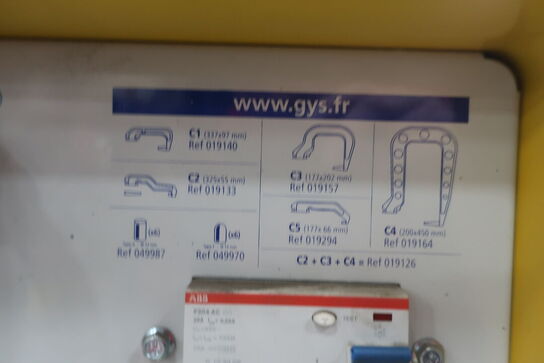 www.gys.fr
C1 (337x97 mm)
Ref 019140
C2 (325x55 mm)
Ref 019133
(x6)
Ref 049987
(x6)
Ref 049970
C3 (177x202 mm)
Ref 019157
C5 (177x 66 mm)
Ref 019294
C4 (200x450 mm)
Ref 019164
C2 + C3 + C4 = Ref 019126
ABB
TEST